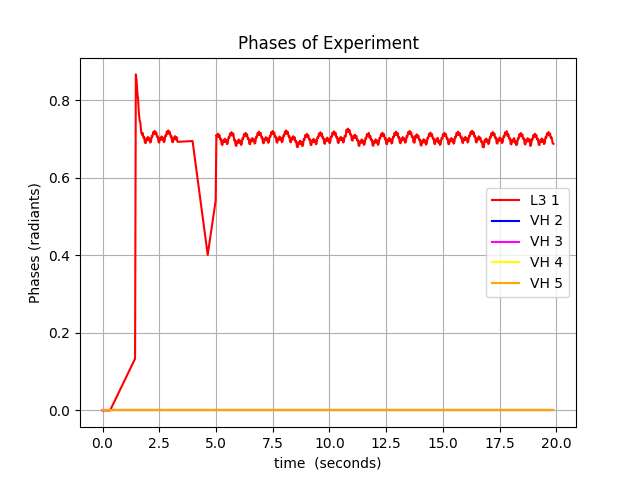 Phases of Experiment
Phases (radiants)
0.8
0.6
0.4
0.2
0.0
L3 1
VH 2
VH 3
VH 4
VH 5
0.0 2.5 5.0 7.5 10.0 12.5 15.0 17.5 20.0
time  (seconds)